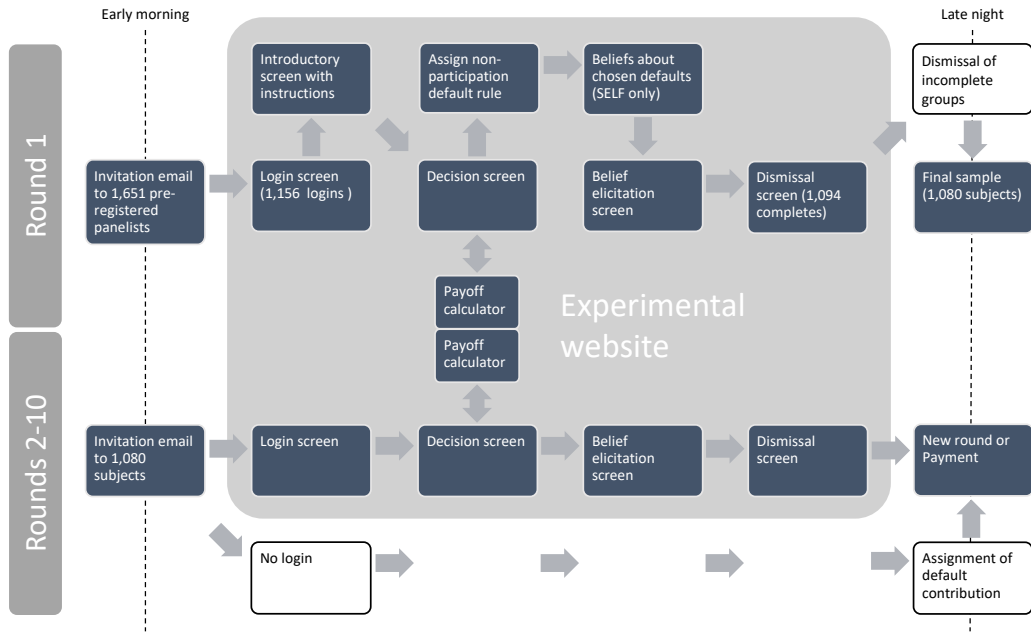 Early morning
Late night
Round 1
Introductory
screen with
instructions
Assign non-
participation
default rule
Beliefs about
chosen defaults
(SELF only)
Dismissal of
incomplete
groups
Invitation email
to 1,651 pre-
registered
panelists
Login screen
(1,156 logins )
Decision screen
Belief
elicitation
screen
Dismissal
screen (1,094
completes)
Final sample
(1,080 subjects)
Payoff
calculator
Experimental
website
Rounds 2-10
Payoff
calculator
Invitation email
to 1,080
subjects
Login screen
Decision screen
Belief
elicitation
screen
Dismissal
screen
New round or
Payment
No login
Assignment of
default
contribution